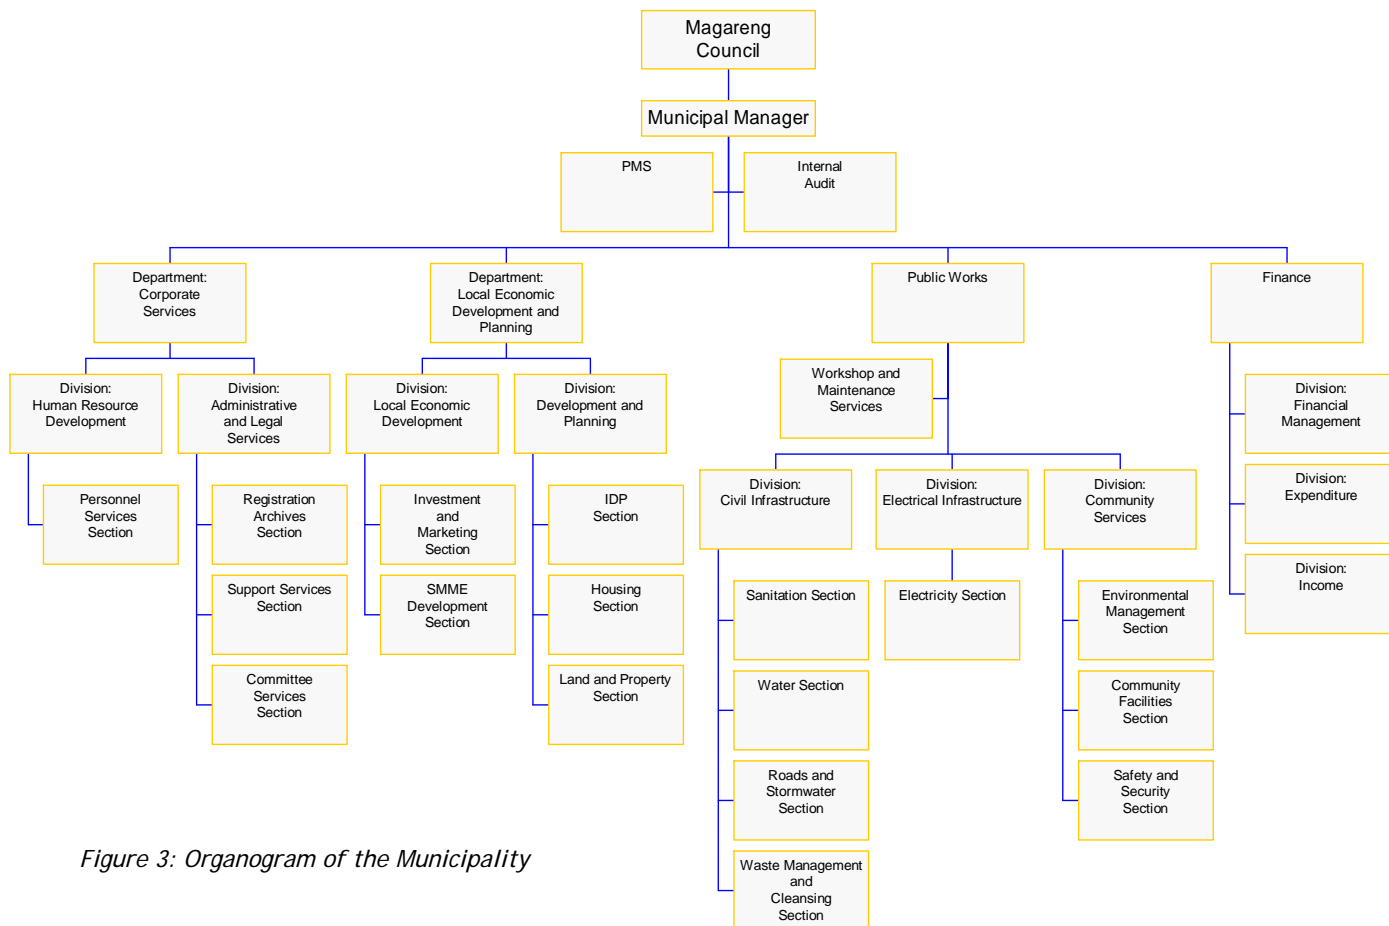 Magareng
Council
Municipal Manager
PMS
Internal
Audit
Department:
Corporate
Services
Department:
Local Economic
Development and
Planning
Public Works
Finance
Division:
Human Resource
Development
Division:
Administrative
and Legal
Services
Division:
Local Economic
Development
Division:
Development and
Planning
Workshop and
Maintenance
Services
Division:
Financial
Management
Division:
Civil Infrastructure
Division:
Electrical Infrastructure
Division:
Community
Services
Division:
Expenditure
Division:
Income
Personnel
Services
Section
Registration
Archives
Section
Support Services
Section
Committee
Services
Section
Investment
and
Marketing
Section
SMME
Development
Section
IDP
Section
Housing
Section
Land and Property
Section
Sanitation Section
Water Section
Roads and
Stormwater
Section
Waste Management
and
Cleansing
Section
Electricity Section
Environmental
Management
Section
Community
Facilities
Section
Safety and
Security
Section
Figure 3: Organogram of the Municipality